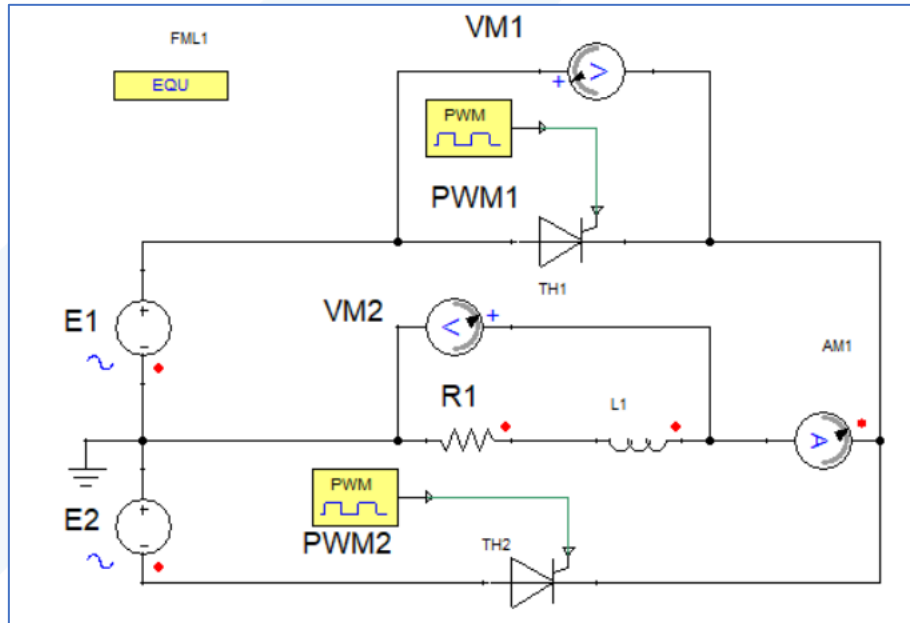 FML1
EQU
VM1
+
V
PWM
PWM1
TH1
E1
+
-
VM2
V
+
R1
L1
AM1
A
E2
+
-
PWM
PWM2
TH2